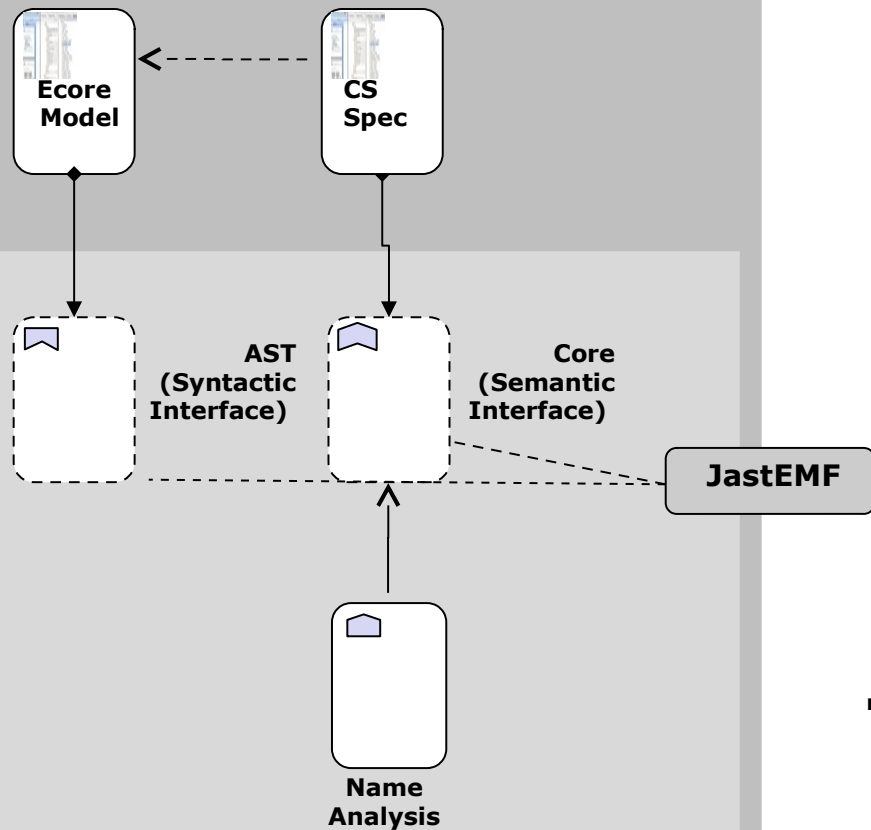 Ecore
Model
CS
Spec
AST
(Syntactic
Interface)
Core
(Semantic
Interface)
JastEMF
Name
Analysis